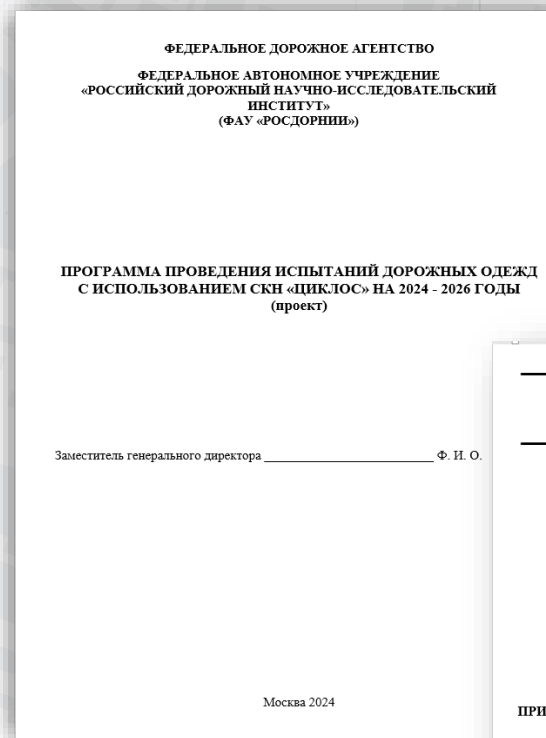 ФЕДЕРАЛЬНОЕ ДОРОЖНОЕ АГЕНТСТВО
ФЕДЕРАЛЬНОЕ АВТОНОМНОЕ УЧРЕЖДЕНИЕ
«РОССИЙСКИЙ ДОРОЖНЫЙ НАУЧНО-ИССЛЕДОВАТЕЛЬСКИЙ
ИНСТИТУТ»
(ФАУ «РОСДОРНИИ»)
ПРОГРАММА ПРОВЕДЕНИЯ ИСПЫТАНИЙ ДОРОЖНЫХ ОДЕЖД
С ИСПОЛЬЗОВАНИЕМ СКН «ЦИКЛОС» НА 2024 - 2026 ГОДЫ
(проект)
Заместитель генерального директора __________________________ Ф. И. О.
Москва 2024
ПРИ